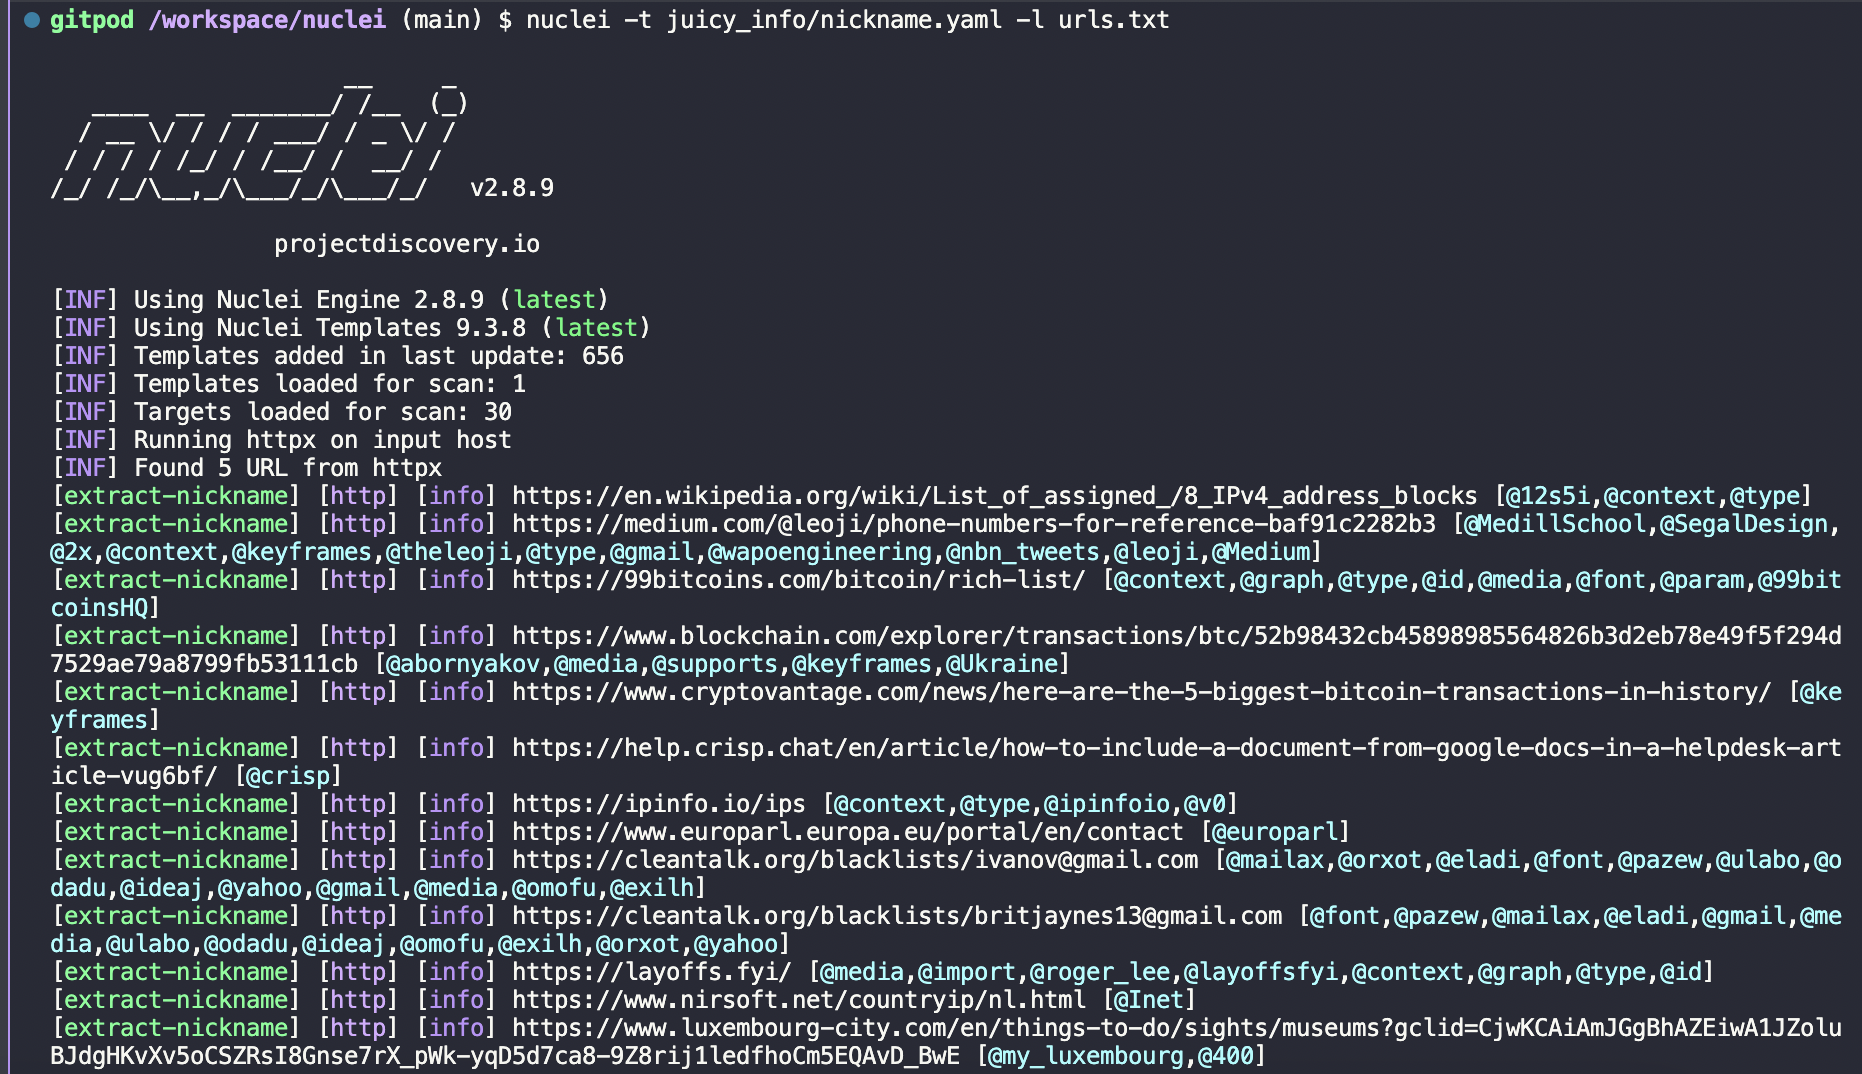 gitpod /workspace/nuclei (main) $ nuclei -t juicy_info/nickname.yaml -l urls.txt
                     __     _
   ____  __  _______/ /__  (_)
  / __ \/ / / / ___/ / _ \/ /
 / / / / /_/ / /__/ /  __/ /
/_/ /_/\__,_/\___/_/\___/_/   v2.8.9
projectdiscovery.io
[INF] Using Nuclei Engine 2.8.9 (latest)
[INF] Using Nuclei Templates 9.3.8 (latest)
[INF] Templates added in last update: 656
[INF] Templates loaded for scan: 1
[INF] Targets loaded for scan: 30
[INF] Running httpx on input host
[INF] Found 5 URL from httpx
[extract-nickname] [http] [info] https://en.wikipedia.org/wiki/List_of_assigned_/8_IPv4_address_blocks [@12s5i,@context,@type]
[extract-nickname] [http] [info] https://medium.com/@leoji/phone-numbers-for-reference-baf91c2282b3 [@MedillSchool,@SegalDesign,
@2x,@context,@keyframes,@theleoji,@type,@gmail,@wapoengineering,@nbn_tweets,@leoji,@Medium]
[extract-nickname] [http] [info] https://99bitcoins.com/bitcoin/rich-list/ [@context,@graph,@type,@id,@media,@font,@param,@99bit
coinsHQ]
[extract-nickname] [http] [info] https://www.blockchain.com/explorer/transactions/btc/52b98432cb45898985564826b3d2eb78e49f5f294d
7529ae79a8799fb53111cb [@abornyakov,@media,@supports,@keyframes,@Ukraine]
[extract-nickname] [http] [info] https://www.cryptovantage.com/news/here-are-the-5-biggest-bitcoin-transactions-in-history/ [@ke
yframes]
[extract-nickname] [http] [info] https://help.crisp.chat/en/article/how-to-include-a-document-from-google-docs-in-a-helpdesk-art
icle-vug6bf/ [@crisp]
[extract-nickname] [http] [info] https://ipinfo.io/ips [@context,@type,@ipinfoio,@v0]
[extract-nickname] [http] [info] https://www.europarl.europa.eu/portal/en/contact [@europarl]
[extract-nickname] [http] [info] https://cleantalk.org/blacklists/ivanov@gmail.com [@mailax,@orxot,@eladi,@font,@pazew,@ulabo,@o
dadu,@ideaj,@yahoo,@gmail,@media,@omofu,@exilh]
[extract-nickname] [http] [info] https://cleantalk.org/blacklists/britjaynes13@gmail.com [@font,@pazew,@mailax,@eladi,@gmail,@me
dia,@ulabo,@odadu,@ideaj,@omofu,@exilh,@orxot,@yahoo]
[extract-nickname] [http] [info] https://layoffs.fyi/ [@media,@import,@roger_lee,@layoffsfyi,@context,@graph,@type,@id]
[extract-nickname] [http] [info] https://www.nirsoft.net/countryip/nl.html [@Inet]
[extract-nickname] [http] [info] https://www.luxembourg-city.com/en/things-to-do/sights/museums?gclid=CjwKCAiAmJGgBhAZEiwA1JZolu
BJdgHKvXv5oCSZRsI8Gnse7rX_pWk-yqD5d7ca8-9Z8rij1ledfhoCm5EQAvD_BwE [@my_luxembourg,@400]